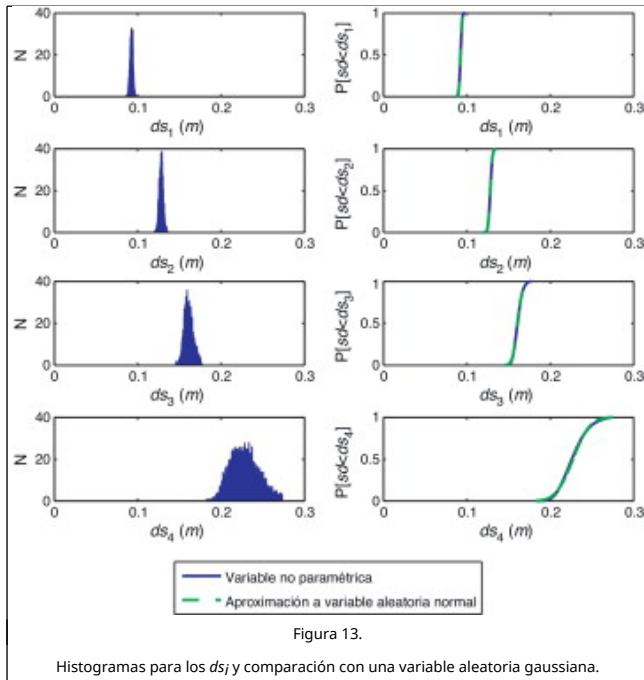 40
20
0
N
0 0.1 0.2 0.3
ds1 (m)
1
0.5
0
P[sd<ds1]
0 0.1 0.2 0.3
ds1 (m)
40
20
0
N
0 0.1 0.2 0.3
ds2 (m)
1
0.5
0
P[sd<ds2]
0 0.1 0.2 0.3
ds2 (m)
40
20
0
N
0 0.1 0.2 0.3
ds3 (m)
1
0.5
0
P[sd<ds3]
0 0.1 0.2 0.3
ds3 (m)
40
20
0
N
0 0.1 0.2 0.3
ds4 (m)
1
0.5
0
P[sd<ds4]
0 0.1 0.2 0.3
ds4 (m)
Variable no paramétrica
Aproximación a variable aleatoria normal
Figura 13.
Histogramas para los dsi y comparación con una variable aleatoria gaussiana.